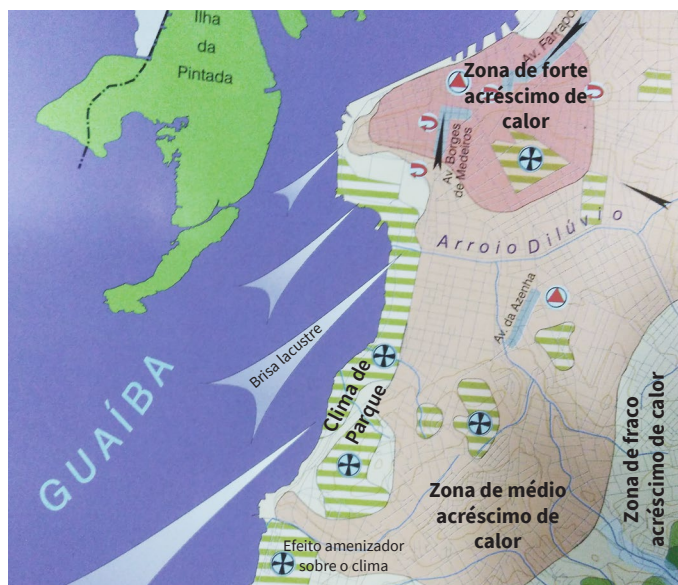 Ilha
da
Pintada
Av. Farrapos
Zona de forte
acréscimo de
calor
Av. Borges
de Medeiros
Arroio Dilúvio
Av. da Azenha
Brisa lacustre
GUAÍBA
Clima de
Parque
Zona de fraco
acréscimo de calor
Zona de médio
acréscimo de
calor
Efeito amenizador
sobre o clima